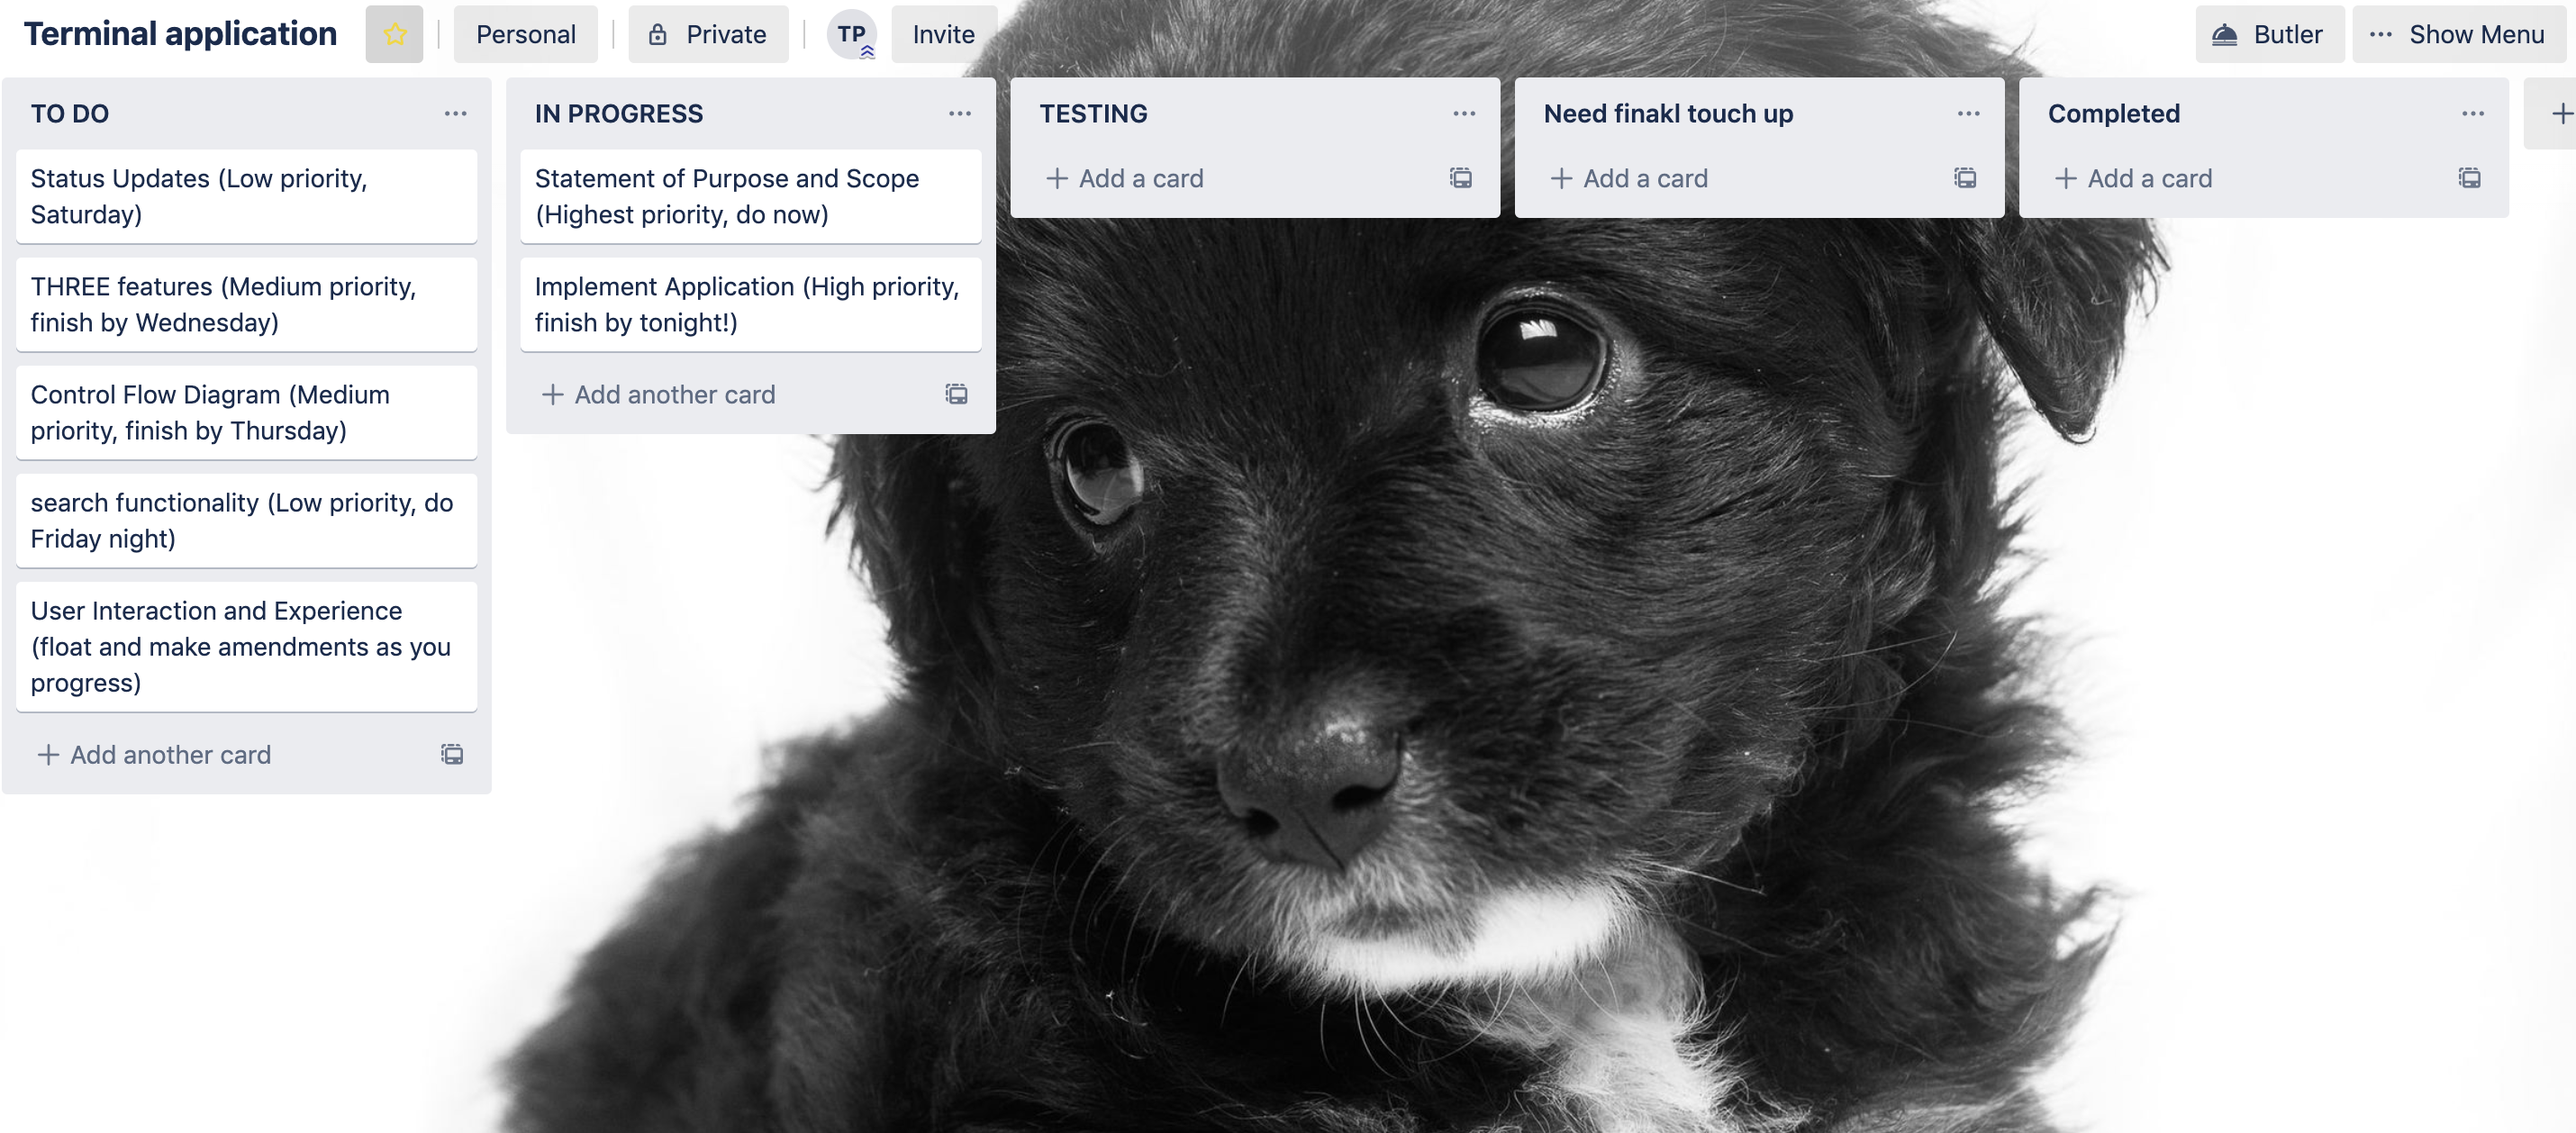 Terminal application
Personal
Private
TP
Invite
Butler
Show Menu
TO DO
Status Updates (Low priority,
Saturday)
THREE features (Medium priority,
finish by Wednesday)
Control Flow Diagram (Medium
priority, finish by Thursday)
search functionality (Low priority, do
Friday night)
User Interaction and Experience
(float and make amendments as you
progress)
Add another card
IN PROGRESS
Statement of Purpose and Scope
(Highest priority, do now)
Implement Application (High priority,
finish by tonight!)
Add another card
TESTING
Add a card
Need finakl touch up
Add a card
Completed
Add a card